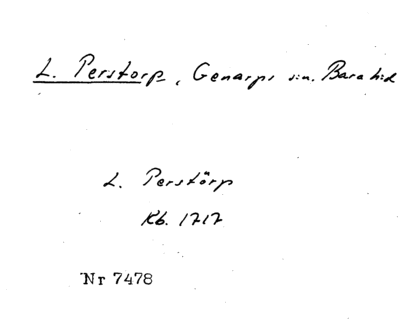 L. Perstorp, Genarps sn. Bara hd
L. Perstörp
Kb. 1717
Nr 7478